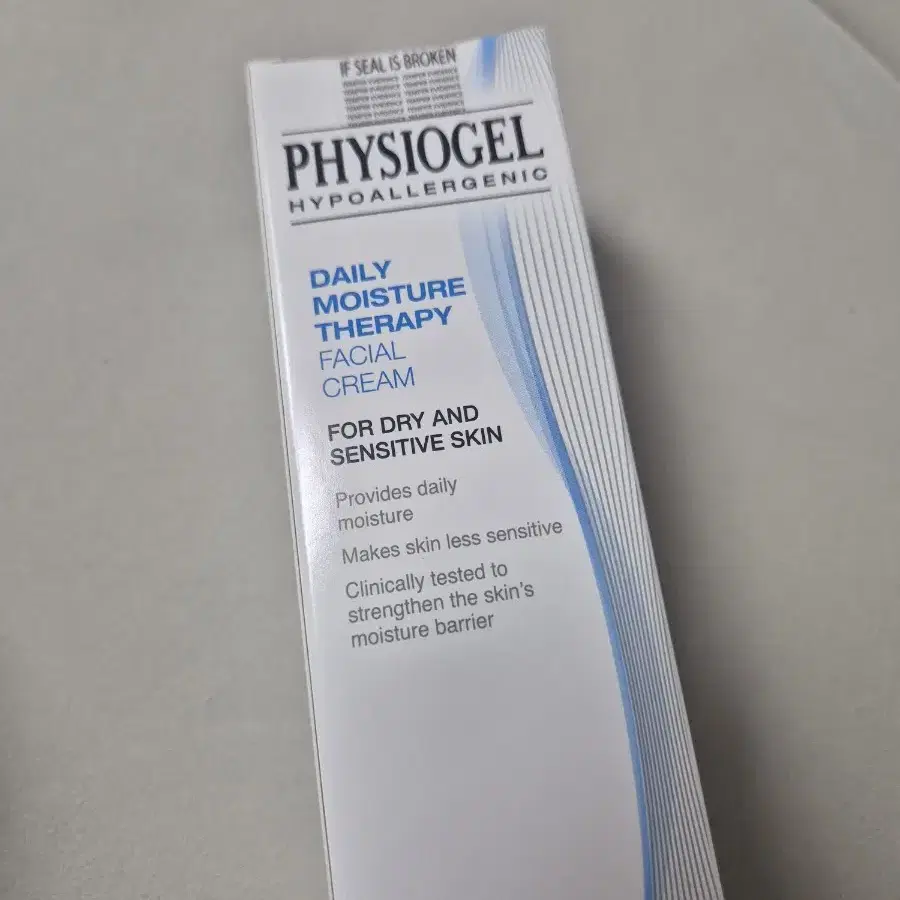 IF SEAL IS BROKEN
PHYSIOGEL
HYPOALLERGENIC
DAILY
MOISTURE
THERAPY
FACIAL
CREAM
FOR DRY AND
SENSITIVE SKIN
Provides daily
moisture
Makes skin less sensitive
Clinically tested to
strengthen the skin's
moisture barrier